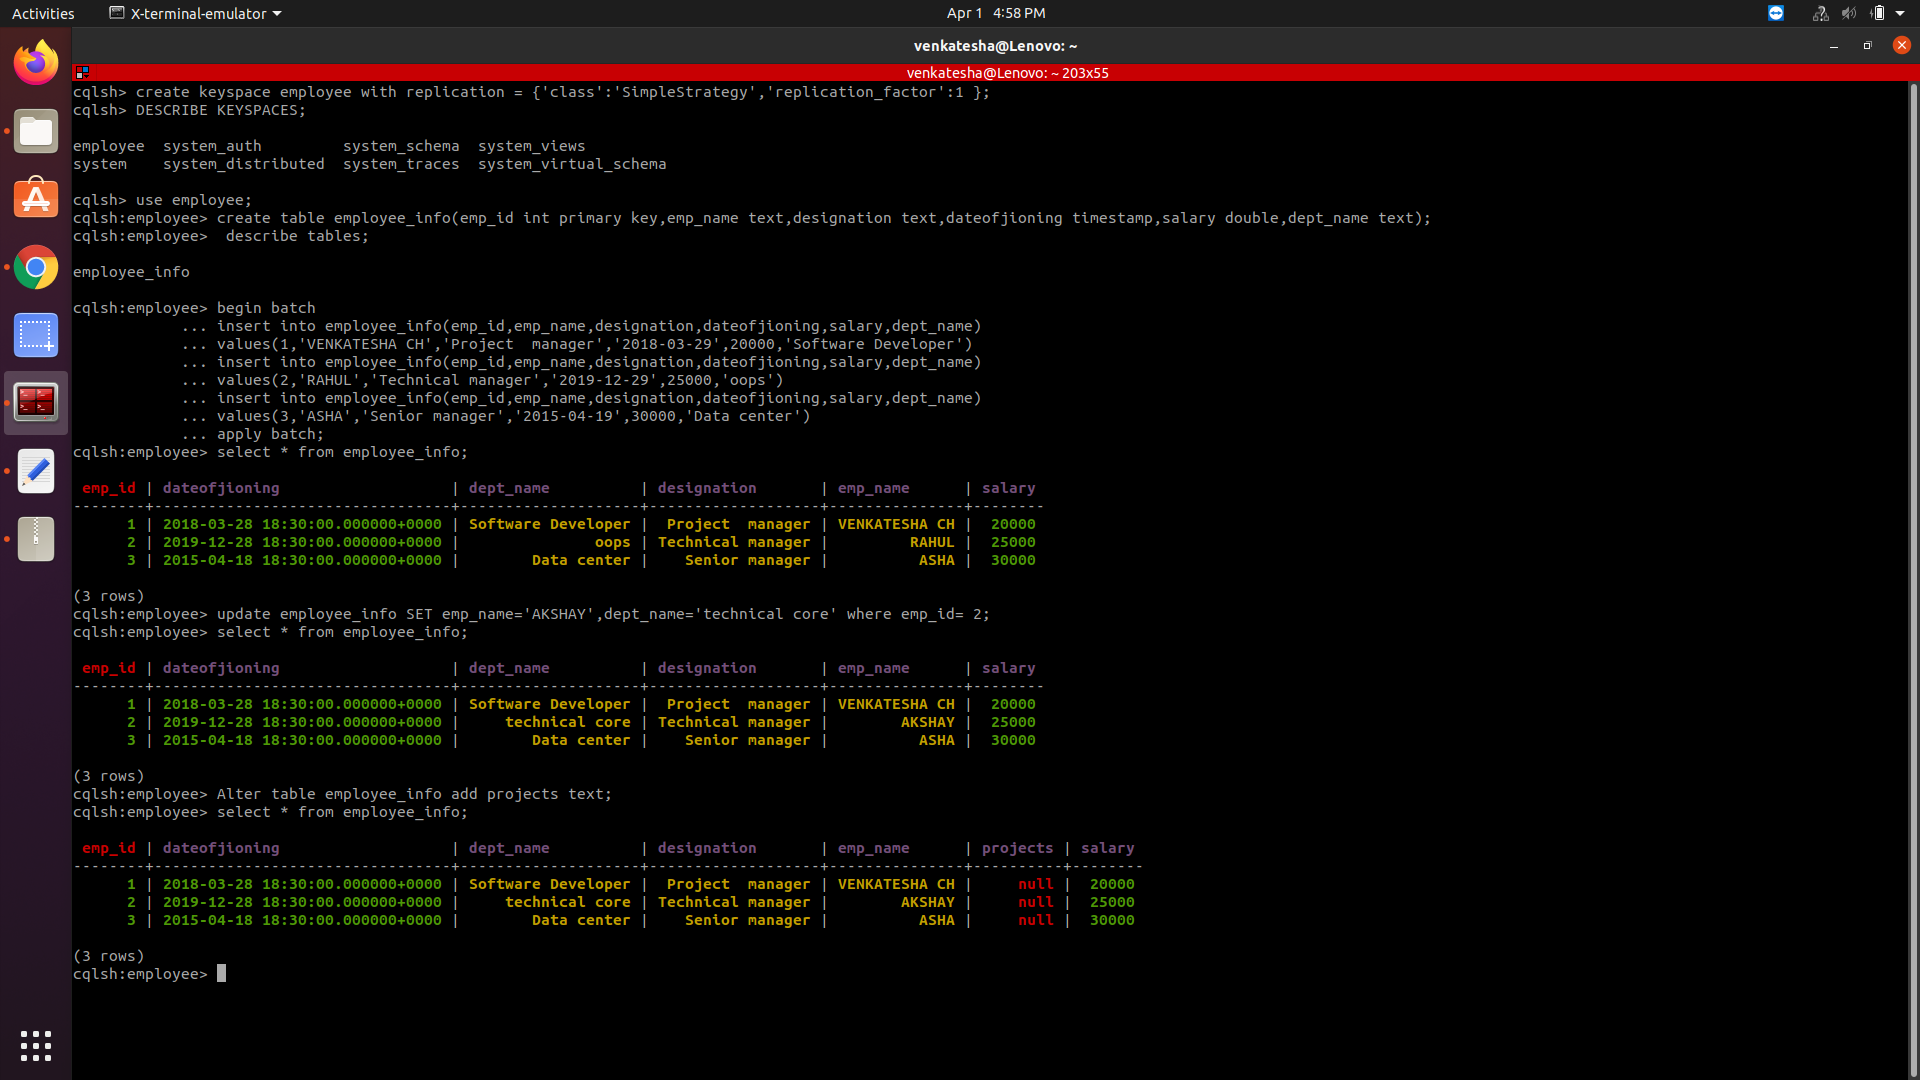 Activities X-terminal-emulator Apr 1 4:58 PM
venkatesha@Lenovo: ~
venkatesha@Lenovo: ~ 203x55
cqlsh> create keyspace employee with replication = {'class':'SimpleStrategy','replication_factor':1 };
cqlsh> DESCRIBE KEYSPACES;
employee  system_auth         system_schema  system_views
system    system_distributed  system_traces  system_virtual_schema
cqlsh> use employee;
cqlsh:employee> create table employee_info(emp_id int primary key,emp_name text,designation text,dateofjioning timestamp,salary double,dept_name text);
cqlsh:employee>  describe tables;
employee_info
cqlsh:employee> begin batch
            ... insert into employee_info(emp_id,emp_name,designation,dateofjioning,salary,dept_name)
            ... values(1,'VENKATESHA CH','Project  manager','2018-03-29',20000,'Software Developer')
            ... insert into employee_info(emp_id,emp_name,designation,dateofjioning,salary,dept_name)
            ... values(2,'RAHUL','Technical manager','2019-12-29',25000,'oops')
            ... insert into employee_info(emp_id,emp_name,designation,dateofjioning,salary,dept_name)
            ... values(3,'ASHA','Senior manager','2015-04-19',30000,'Data center')
            ... apply batch;
cqlsh:employee> select * from employee_info;
 emp_id | dateofjioning                   | dept_name          | designation       | emp_name      | salary
--------+---------------------------------+--------------------+-------------------+---------------+--------
      1 | 2018-03-28 18:30:00.000000+0000 | Software Developer |  Project  manager | VENKATESHA CH |  20000
      2 | 2019-12-28 18:30:00.000000+0000 |               oops | Technical manager |         RAHUL |  25000
      3 | 2015-04-18 18:30:00.000000+0000 |        Data center |    Senior manager |          ASHA |  30000
(3 rows)
cqlsh:employee> update employee_info SET emp_name='AKSHAY',dept_name='technical core' where emp_id= 2;
cqlsh:employee> select * from employee_info;
 emp_id | dateofjioning                   | dept_name          | designation       | emp_name      | salary
--------+---------------------------------+--------------------+-------------------+---------------+--------
      1 | 2018-03-28 18:30:00.000000+0000 | Software Developer |  Project  manager | VENKATESHA CH |  20000
      2 | 2019-12-28 18:30:00.000000+0000 |     technical core | Technical manager |        AKSHAY |  25000
      3 | 2015-04-18 18:30:00.000000+0000 |        Data center |    Senior manager |          ASHA |  30000
(3 rows)
cqlsh:employee> Alter table employee_info add projects text;
cqlsh:employee> select * from employee_info;
 emp_id | dateofjioning                   | dept_name          | designation       | emp_name      | projects | salary
--------+---------------------------------+--------------------+-------------------+---------------+----------+--------
      1 | 2018-03-28 18:30:00.000000+0000 | Software Developer |  Project  manager | VENKATESHA CH |     null |  20000
      2 | 2019-12-28 18:30:00.000000+0000 |     technical core | Technical manager |        AKSHAY |     null |  25000
      3 | 2015-04-18 18:30:00.000000+0000 |        Data center |    Senior manager |          ASHA |     null |  30000
(3 rows)
cqlsh:employee>